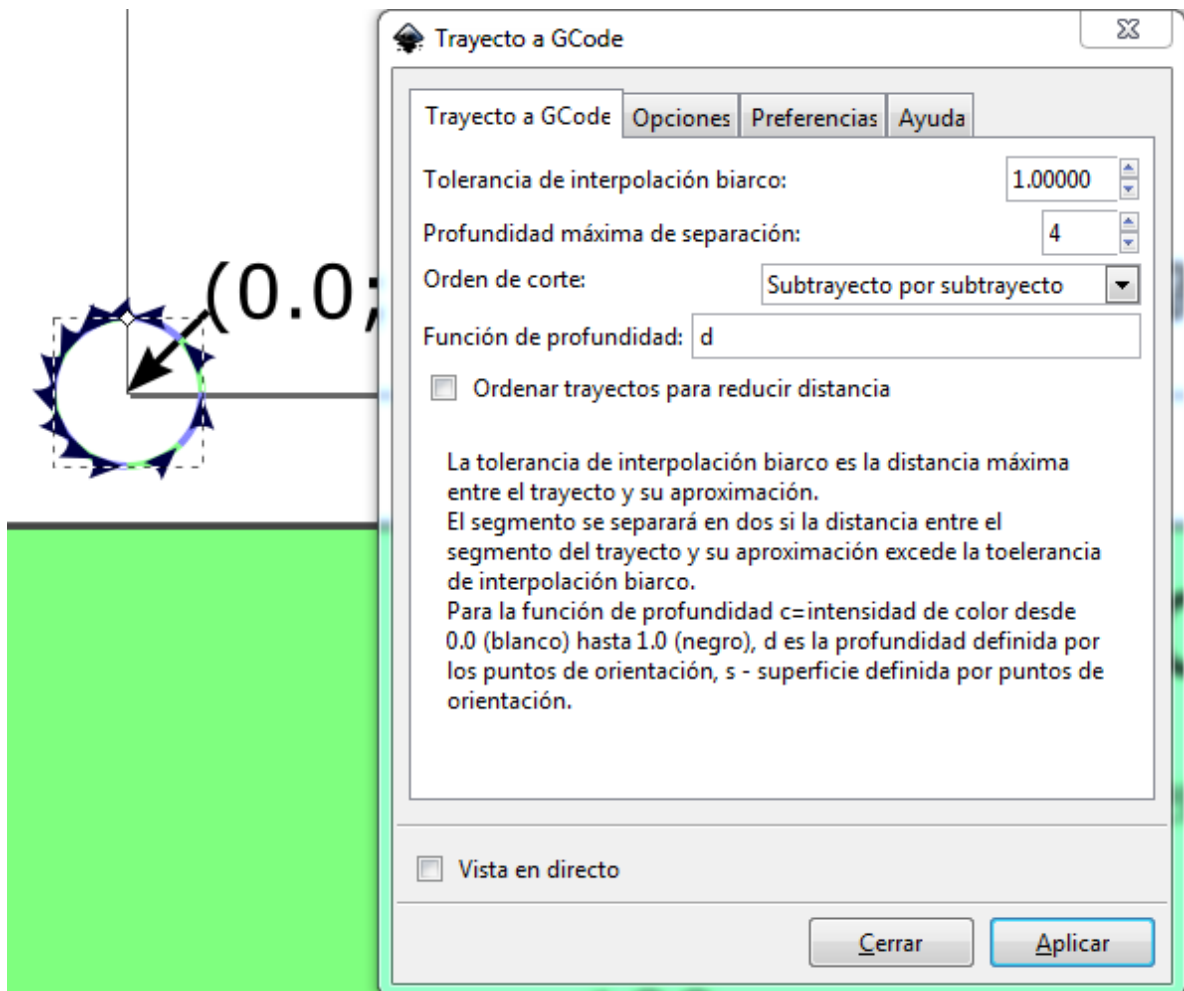 Trayecto a GCode
Trayecto a GCode Opciones Preferencias Ayuda
Tolerancia de interpolación biarco: 1.00000
Profundidad máxima de separación: 4
Orden de corte: Subtrayecto por subtrayecto
(0.0;
Función de profundidad: d
Ordenar trayectos para reducir distancia
La tolerancia de interpolación biarco es la distancia máxima
entre el trayecto y su aproximación.
El segmento se separará en dos si la distancia entre el
segmento del trayecto y su aproximación excede la toelerancia
de interpolación biarco.
Para la función de profundidad c=intensidad de color desde
0.0 (blanco) hasta 1.0 (negro), d es la profundidad definida por
los puntos de orientación, s - superficie definida por puntos de
orientación.
Vista en directo
Cerrar Aplicar